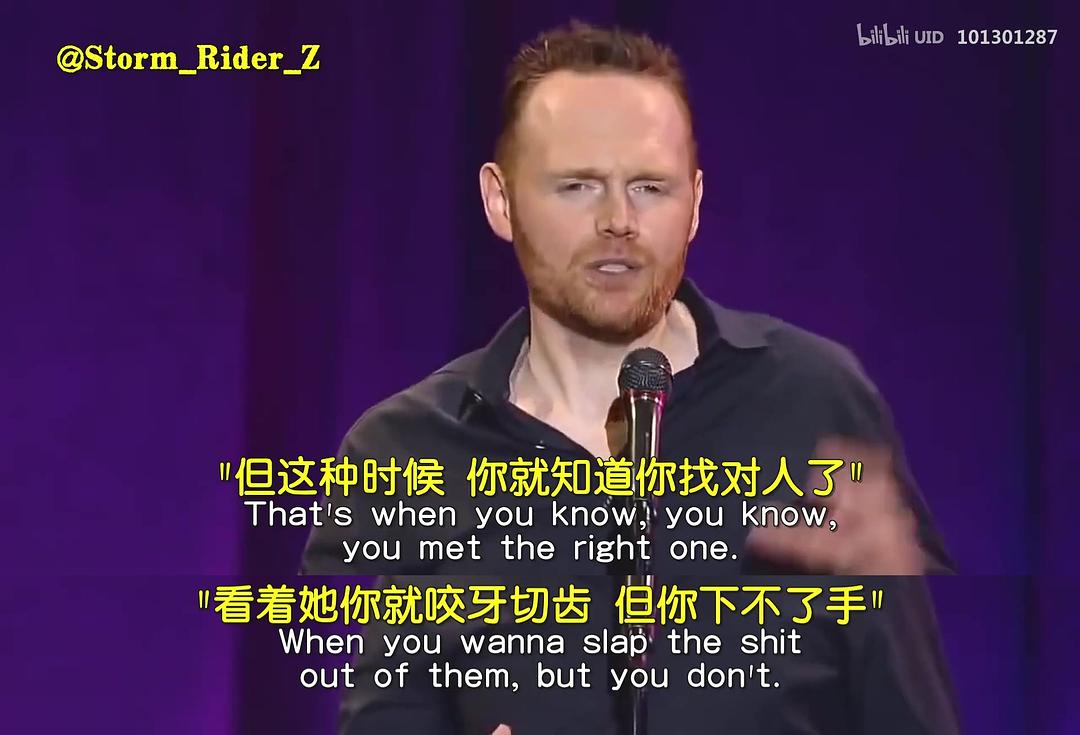 @Storm_Rider_Z
bilibili UID 101301287
"但这种时候 你就知道你找对人了"
That's when you know, you know,
you met the right one.
"看着她你就咬牙切齿 但你下不了手"
When you wanna slap the shit
out of them, but you don't.